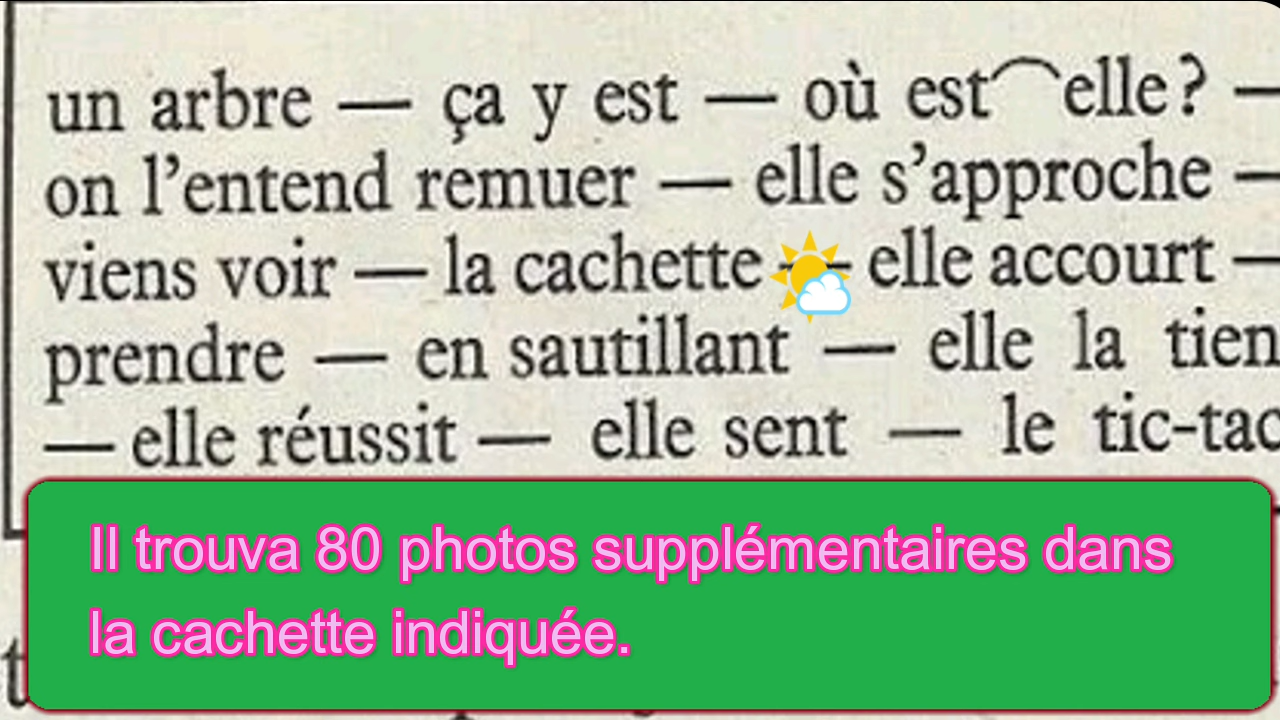 un arbre — ça y est — où est elle? —
on l'entend remuer — elle s'approche —
viens voir — la cachette — elle accourt —
prendre — en sautillant — elle la
— elle réussit — elle sent — le tic-tac
Il trouva 80 photos supplémentaires dans
la cachette indiquée.